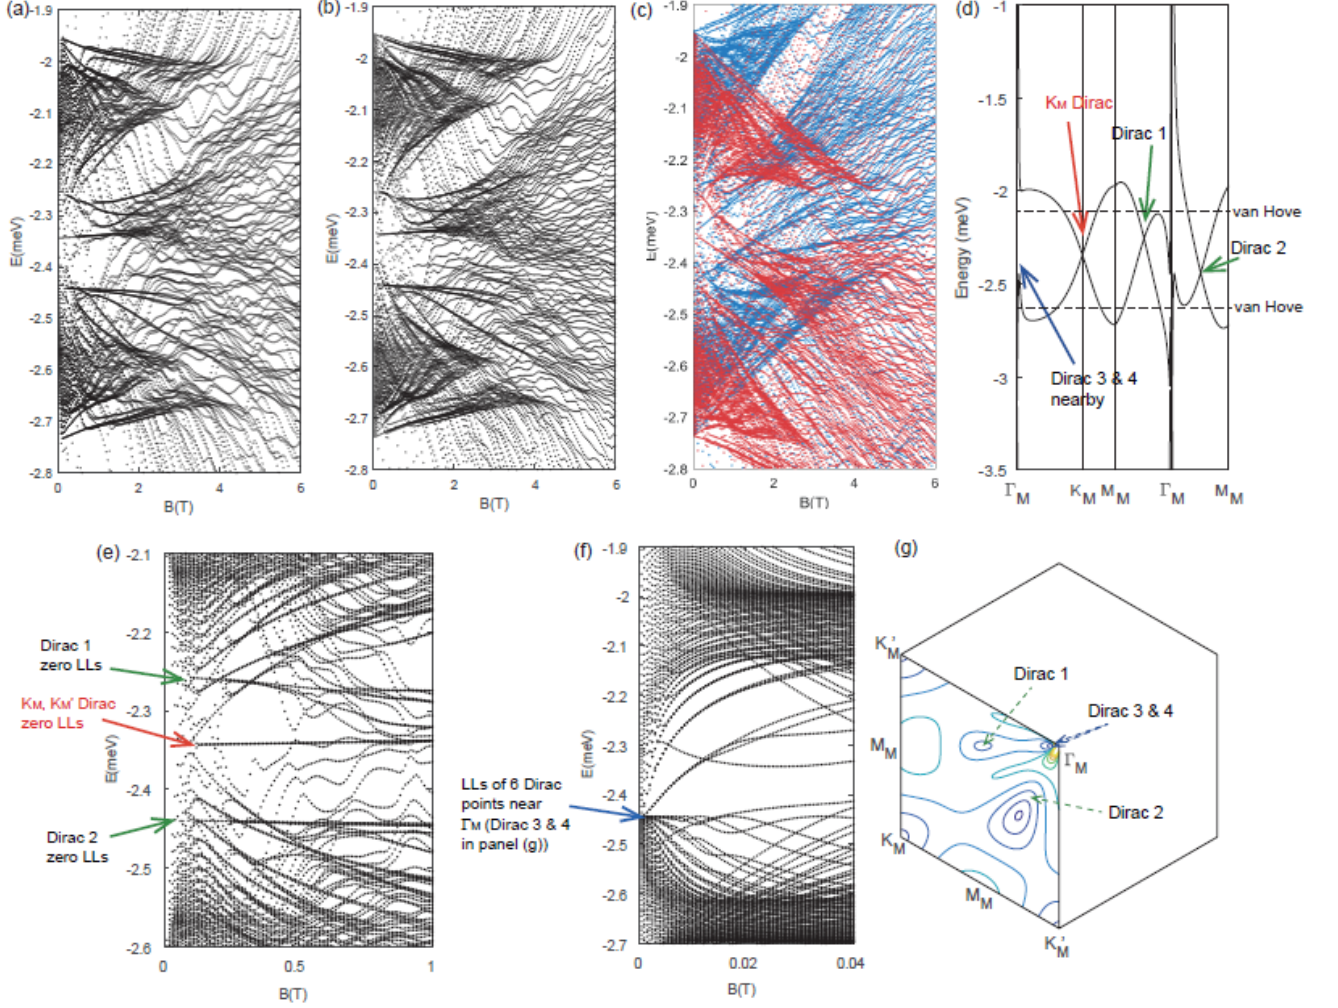 (a)
-1.9
-2
-2.1
-2.2
-2.3
-2.4
-2.5
-2.6
-2.7
-2.8
E(meV)
0
2
4
6
B(T)
(b)
-1.9
-2
-2.1
-2.2
-2.3
-2.4
-2.5
-2.6
-2.7
-2.8
E(meV)
0
2
4
6
B(T)
(c)
-1.9
-2
-2.1
-2.2
-2.3
-2.4
-2.5
-2.6
-2.7
-2.8
E(meV)
0
2
4
6
B(T)
(d)
-1
-1.5
-2
-2.5
-3
-3.5
Energy (meV)
KM Dirac
Dirac 1
van Hove
Dirac 2
van Hove
Dirac 3 & 4
nearby
ΓM
KM
MM
ΓM
MM
(e)
-2.1
-2.2
-2.3
-2.4
-2.5
-2.6
E(meV)
Dirac 1
zero LLs
KM, KM' Dirac
zero LLs
Dirac 2
zero LLs
0
0.5
1
B(T)
(f)
-1.9
-2
-2.1
-2.2
-2.3
-2.4
-2.5
-2.6
-2.7
E(meV)
LLs of 6 Dirac
points near
ΓM (Dirac 3 & 4
in panel (g))
0
0.02
0.04
B(T)
(g)
K'M
Dirac 1
Dirac 3 & 4
MM
ΓM
Dirac 2
KM
MM
K'M